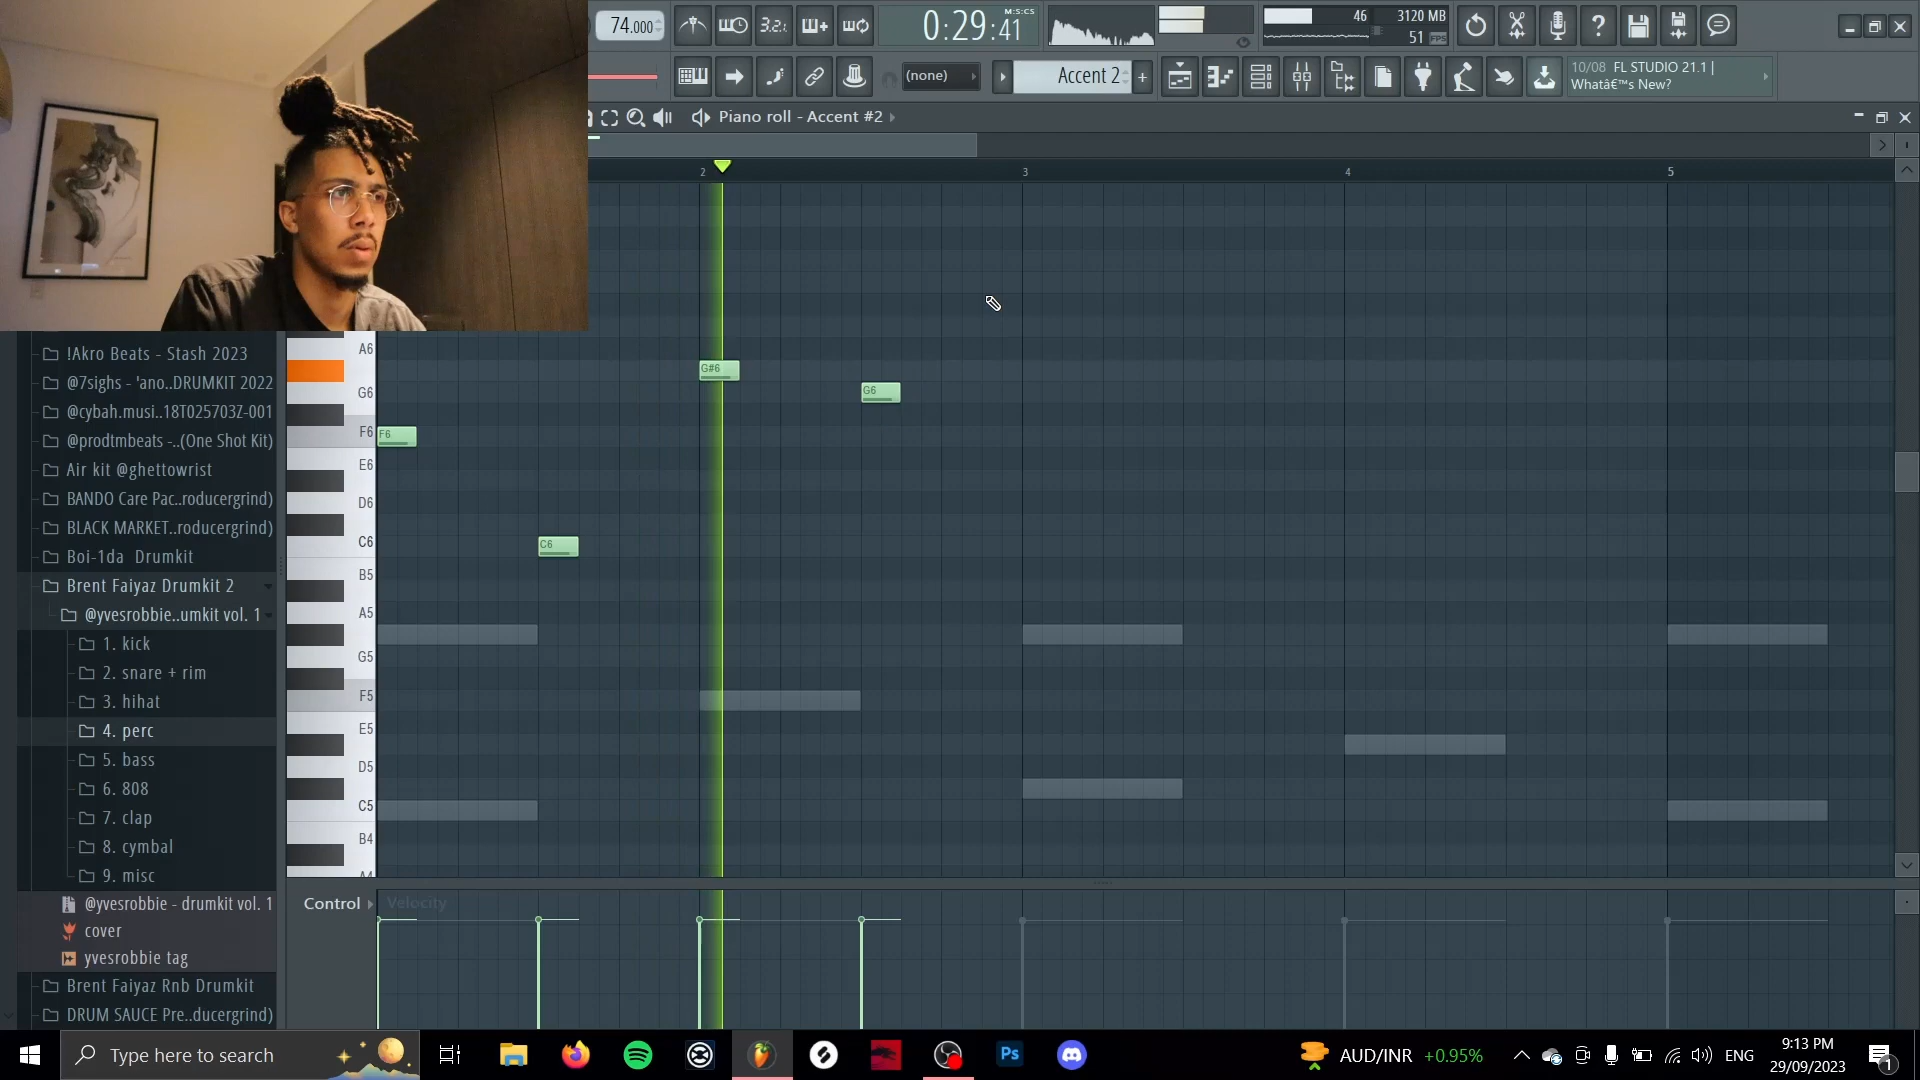 74.000
3.2.
M:S:CS
0:29:41
46
3120 MB
51
FPS
(none)
Accent 2
+
10/08 FL STUDIO 21.1 |
Whatâ€™s New?
Piano roll - Accent #2
2
3
4
5
A6
G#6
G6
G6
F6
F6
E6
D6
C6
C6
B5
A5
G5
F5
E5
D5
C5
B4
A4
!Akro Beats - Stash 2023
@7sighs - 'ano..DRUMKIT 2022
@cybah.musi..18T025703Z-001
@prodtmbeats -..(One Shot Kit)
Air kit @ghettowrist
BANDO Care Pac..roducergrind)
BLACK MARKET..roducergrind)
Boi-1da  Drumkit
Brent Faiyaz Drumkit 2
@yvesrobbie..umkit vol. 1
1. kick
2. snare + rim
3. hihat
4. perc
5. bass
6. 808
7. clap
8. cymbal
9. misc
@yvesrobbie - drumkit vol. 1
cover
yvesrobbie tag
Brent Faiyaz Rnb Drumkit
DRUM SAUCE Pre..ducergrind)
Control
Velocity
Type here to search
Ps
AUD/INR +0.95%
ENG
9:13 PM
29/09/2023
1